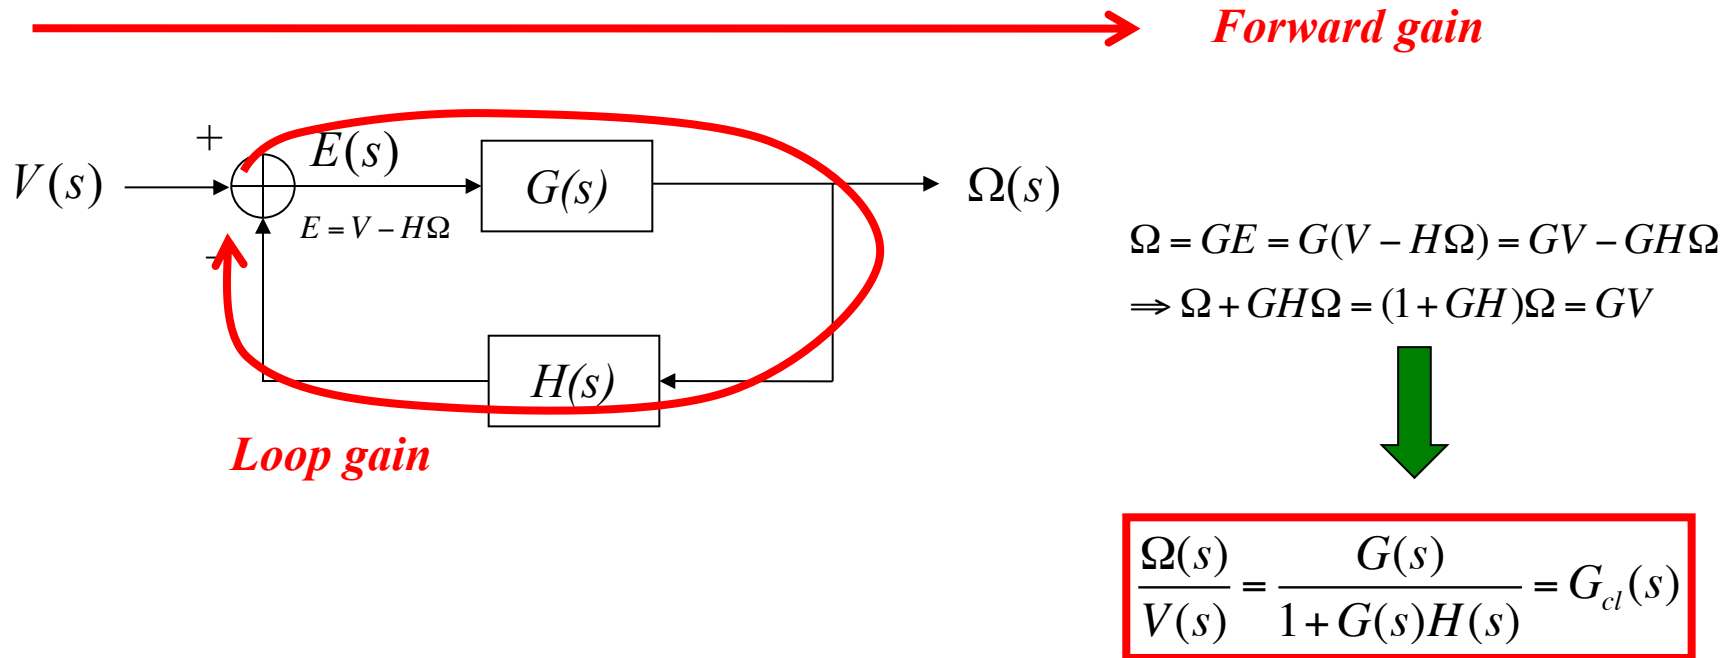 Forward gain
+
E(s)
V(s)
G(s)
Ω(s)
E = V − HΩ
-
H(s)
Loop gain
Ω = GE = G(V − HΩ) = GV − GHΩ
⇒ Ω + GHΩ = (1 + GH)Ω = GV
Ω(s)/V(s) = G(s)/(1 + G(s)H(s)) = G_cl(s)